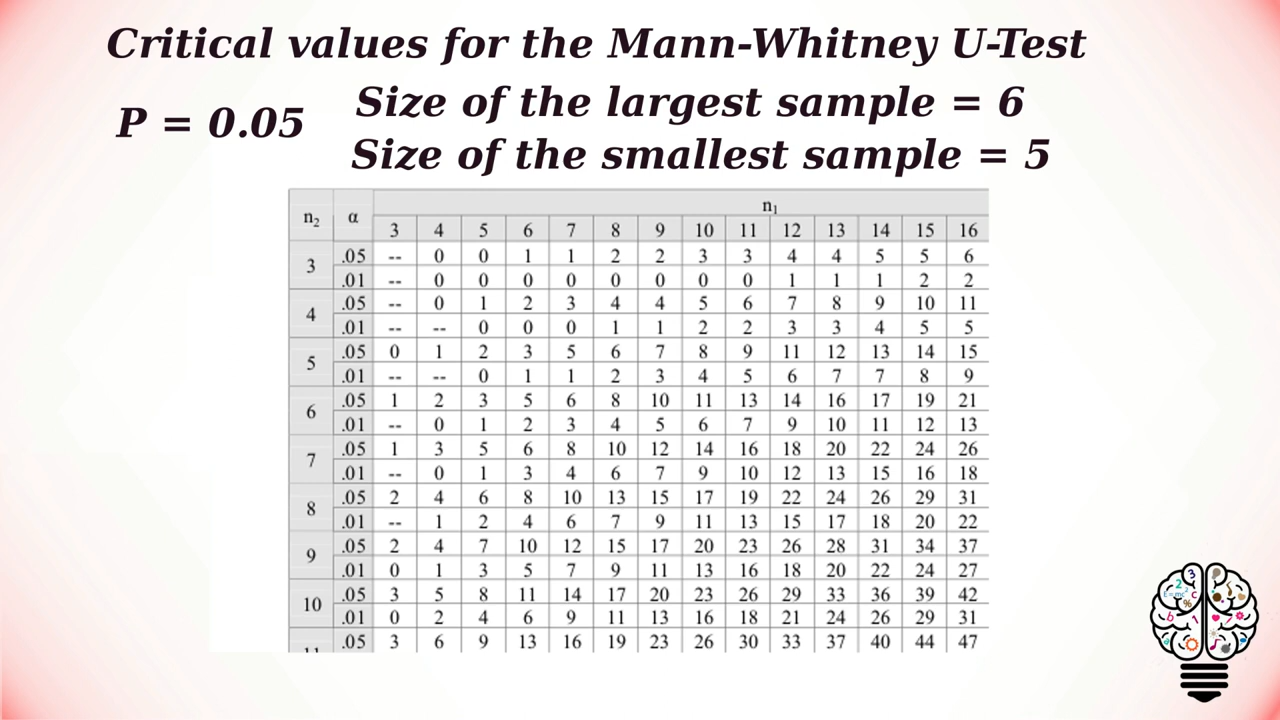 Critical values for the Mann-Whitney U-Test
P = 0.05
Size of the largest sample = 6
Size of the smallest sample = 5
n₂ α n₁
3 4 5 6 7 8 9 10 11 12 13 14 15 16
3 .05 -- 0 0 1 1 2 2 3 3 4 4 5 5 6
.01 -- 0 0 0 0 0 0 0 0 1 1 1 2 2
4 .05 -- 0 1 2 3 4 4 5 6 7 8 9 10 11
.01 -- -- 0 0 0 1 1 2 2 3 3 4 5 5
5 .05 0 1 2 3 5 6 7 8 9 11 12 13 14 15
.01 -- -- 0 1 1 2 3 4 5 6 7 7 8 9
6 .05 1 2 3 5 6 8 10 11 13 14 16 17 19 21
.01 -- 0 1 2 3 4 5 6 7 9 10 11 12 13
7 .05 1 3 5 6 8 10 12 14 16 18 20 22 24 26
.01 -- 0 1 3 4 6 7 9 10 12 13 15 16 18
8 .05 2 4 6 8 10 13 15 17 19 22 24 26 29 31
.01 -- 1 2 4 6 7 9 11 13 15 17 18 20 22
9 .05 2 4 7 10 12 15 17 20 23 26 28 31 34 37
.01 0 1 3 5 7 9 11 13 16 18 20 22 24 27
10 .05 3 5 8 11 14 17 20 23 26 29 33 36 39 42
.01 0 2 4 6 9 11 13 16 18 21 24 26 29 31
.05 3 6 9 13 16 19 23 26 30 33 37 40 44 47